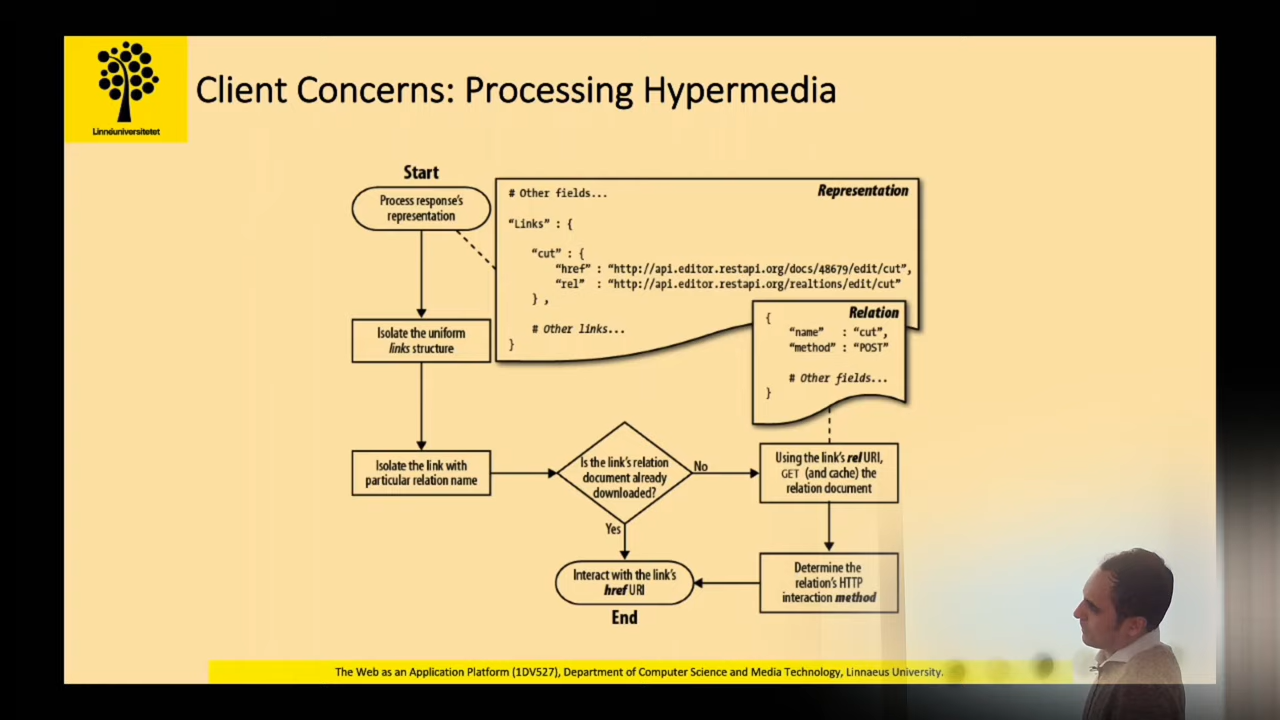 Linnéuniversitetet
Client Concerns: Processing Hypermedia
Start
Process response's
representation
Representation
# Other fields...
“Links” : {
“cut” : {
“href” : “http://api.editor.restapi.org/docs/48679/edit/cut”,
“rel” : “http://api.editor.restapi.org/realtions/edit/cut”
} ,
# Other links...
}
Relation
{
“name” : “cut”,
“method” : “POST”
# Other fields...
}
Isolate the uniform
links structure
Isolate the link with
particular relation name
Is the link's relation
document already
downloaded?
No
Yes
Using the link's rel URI,
GET (and cache) the
relation document
Determine the
relation's HTTP
interaction method
Interact with the link's
href URI
End
The Web as an Application Platform (1DV527), Department of Computer Science and Media Technology, Linnaeus University.